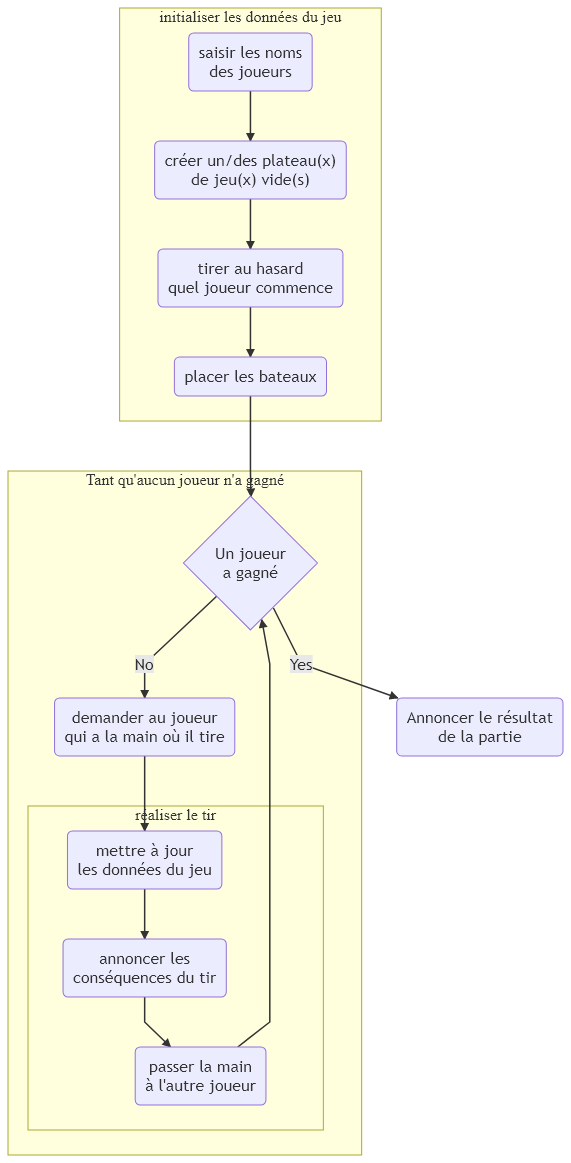 initialiser les données du jeu
saisir les noms
des joueurs
créer un/des plateau(x)
de jeu(x) vide(s)
tirer au hasard
quel joueur commence
placer les bateaux
Tant qu'aucun joueur n'a gagné
Un joueur
a gagné
No
Yes
demander au joueur
qui a la main où il tire
Annoncer le résultat
de la partie
réaliser le tir
mettre à jour
les données du jeu
annoncer les
conséquences du tir
passer la main
à l'autre joueur